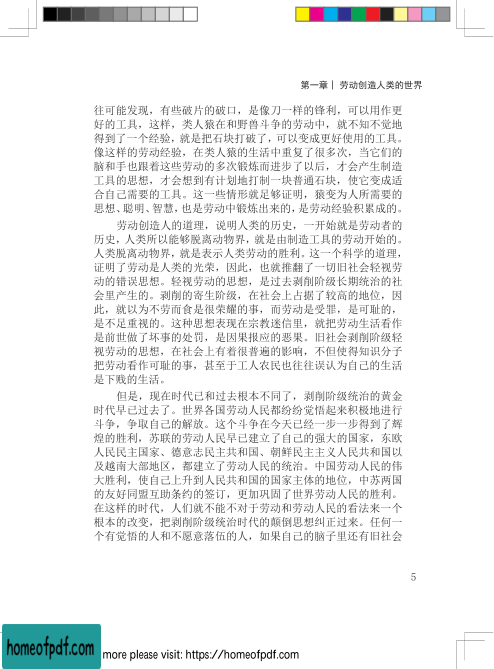 第一章｜ 劳动创造人类的世界
往可能发现，有些破片的破口，是像刀一样的锋利，可以用作更
好的工具，这样，类人猿在和野兽斗争的劳动中，就不知不觉地
得到了一个经验，就是把石块打破了，可以变成更好使用的工具。
像这样的劳动经验，在类人猿的生活中重复了很多次，当它们的
脑和手也跟着这些劳动的多次锻炼而进步了以后，才会产生制造
工具的思想，才会想到有计划地打制一块普通石块，使它变成适
合自己需要的工具。这一些情形就足够证明，猿变为人所需要的
思想、聪明、智慧，也是劳动中锻炼出来的，是劳动经验积累成的。
劳动创造人的道理，说明人类的历史，一开始就是劳动者的
历史，人类所以能够脱离动物界，就是由制造工具的劳动开始的。
人类脱离动物界，就是表示人类劳动的胜利。这一个科学的道理，
证明了劳动是人类的光荣，因此，也就推翻了一切旧社会轻视劳
动的错误思想。轻视劳动的思想，是过去剥削阶级长期统治的社
会里产生的。剥削的寄生阶级，在社会上占据了较高的地位，因
此，就以为不劳而食是很荣耀的事，而劳动是受罪，是可耻的，
是不足重视的。这种思想表现在宗教迷信里，就把劳动生活看作
是前世做了坏事的处罚，是因果报应的恶果。旧社会剥削阶级轻
视劳动的思想，在社会上有着很普遍的影响，不但使得知识分子
把劳动看作可耻的事，甚至于工人农民也往往误认为自己的生活
是下贱的生活。
但是，现在时代已和过去根本不同了，剥削阶级统治的黄金
时代早已过去了。世界各国劳动人民都纷纷觉悟起来积极地进行
斗争，争取自己的解放。这个斗争在今天已经一步一步得到了辉
煌的胜利，苏联的劳动人民早已建立了自己的强大的国家，东欧
人民民主国家、德意志民主共和国、朝鲜民主主义人民共和国以
及越南大部地区，都建立了劳动人民的统治。中国劳动人民的伟
大胜利，使自己上升到人民共和国的国家主体的地位，中苏两国
的友好同盟互助条约的签订，更加巩固了世界劳动人民的胜利。
在这样的时代，人们就不能不对于劳动和劳动人民的看法来一个
根本的改变，把剥削阶级统治时代的颠倒思想纠正过来。任何一
个有觉悟的人和不愿意落伍的人，如果自己的脑子里还有旧社会
5
homeofpdf.com
more please visit: https://homeofpdf.com